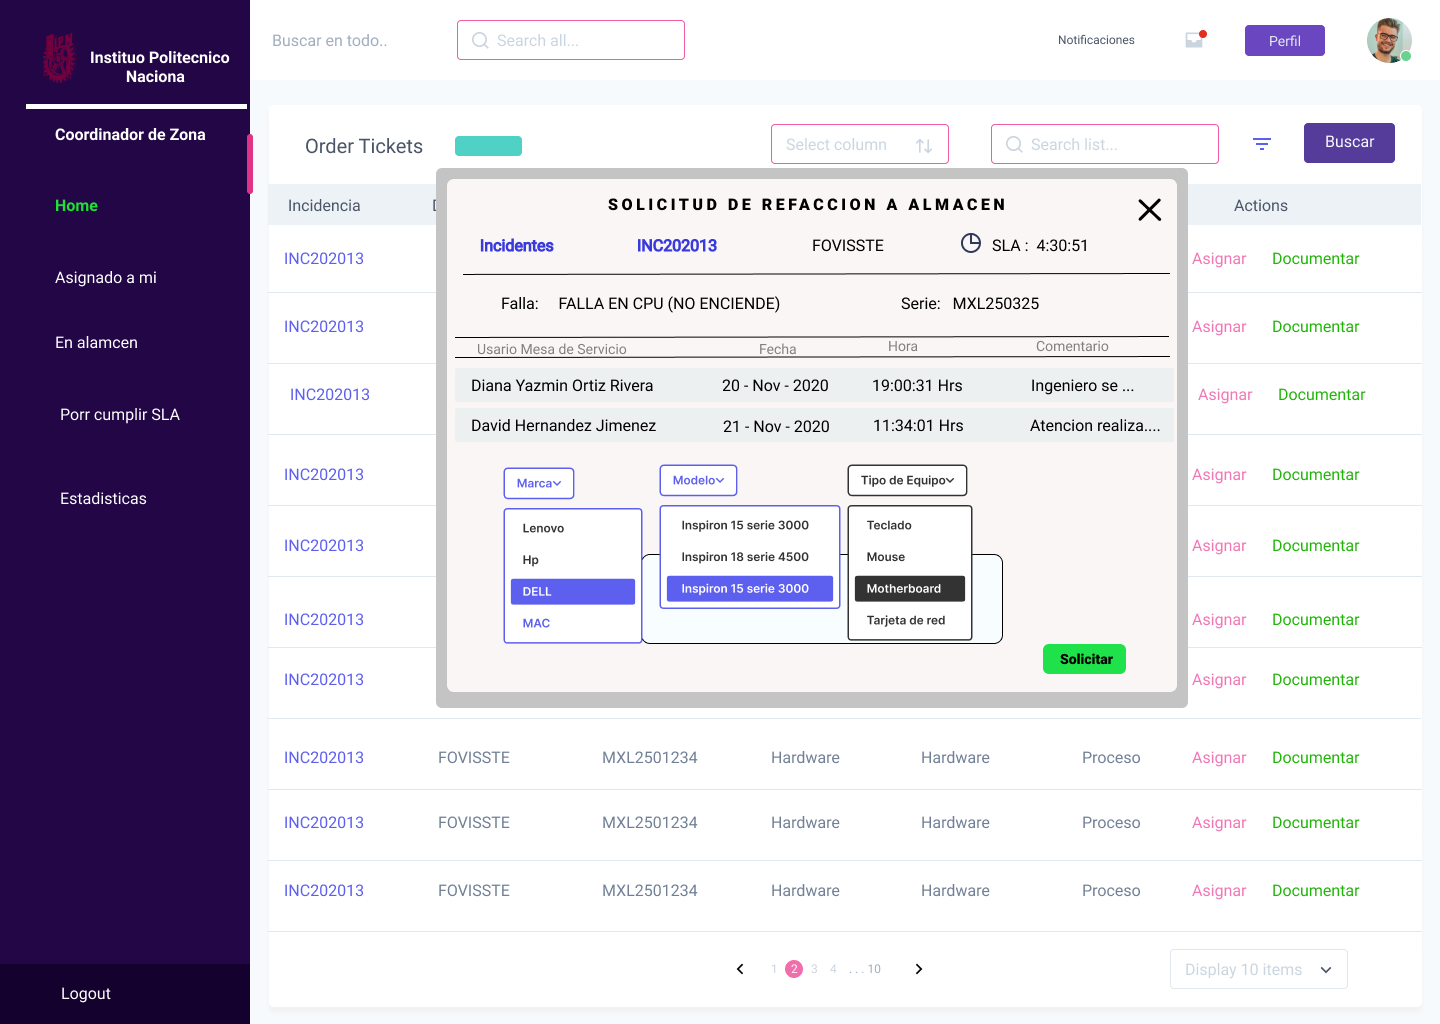 Instituo Politecnico
Naciona
Coordinador de Zona
Home
Asignado a mi
En alamcen
Porr cumplir SLA
Estadisticas
Logout
Buscar en todo..
Search all...
Notificaciones
Perfil
Order Tickets
Select column
Search list...
Buscar
Incidencia
Actions
SOLICITUD DE REFACCION A ALMACEN
Incidentes INC202013 FOVISSTE SLA : 4:30:51
Falla: FALLA EN CPU (NO ENCIENDE) Serie: MXL250325
Usario Mesa de Servicio Fecha Hora Comentario
Diana Yazmin Ortiz Rivera 20 - Nov - 2020 19:00:31 Hrs Ingeniero se ...
David Hernandez Jimenez 21 - Nov - 2020 11:34:01 Hrs Atencion realiza....
Marca
Lenovo
Hp
DELL
MAC
Modelo
Inspiron 15 serie 3000
Inspiron 18 serie 4500
Inspiron 15 serie 3000
Tipo de Equipo
Teclado
Mouse
Motherboard
Tarjeta de red
Solicitar
INC202013 Asignar Documentar
INC202013 Asignar Documentar
INC202013 Asignar Documentar
INC202013 Asignar Documentar
INC202013 Asignar Documentar
INC202013 Asignar Documentar
INC202013 Asignar Documentar
INC202013 FOVISSTE MXL2501234 Hardware Hardware Proceso Asignar Documentar
INC202013 FOVISSTE MXL2501234 Hardware Hardware Proceso Asignar Documentar
INC202013 FOVISSTE MXL2501234 Hardware Hardware Proceso Asignar Documentar
1 2 3 4 . . . 10
Display 10 items